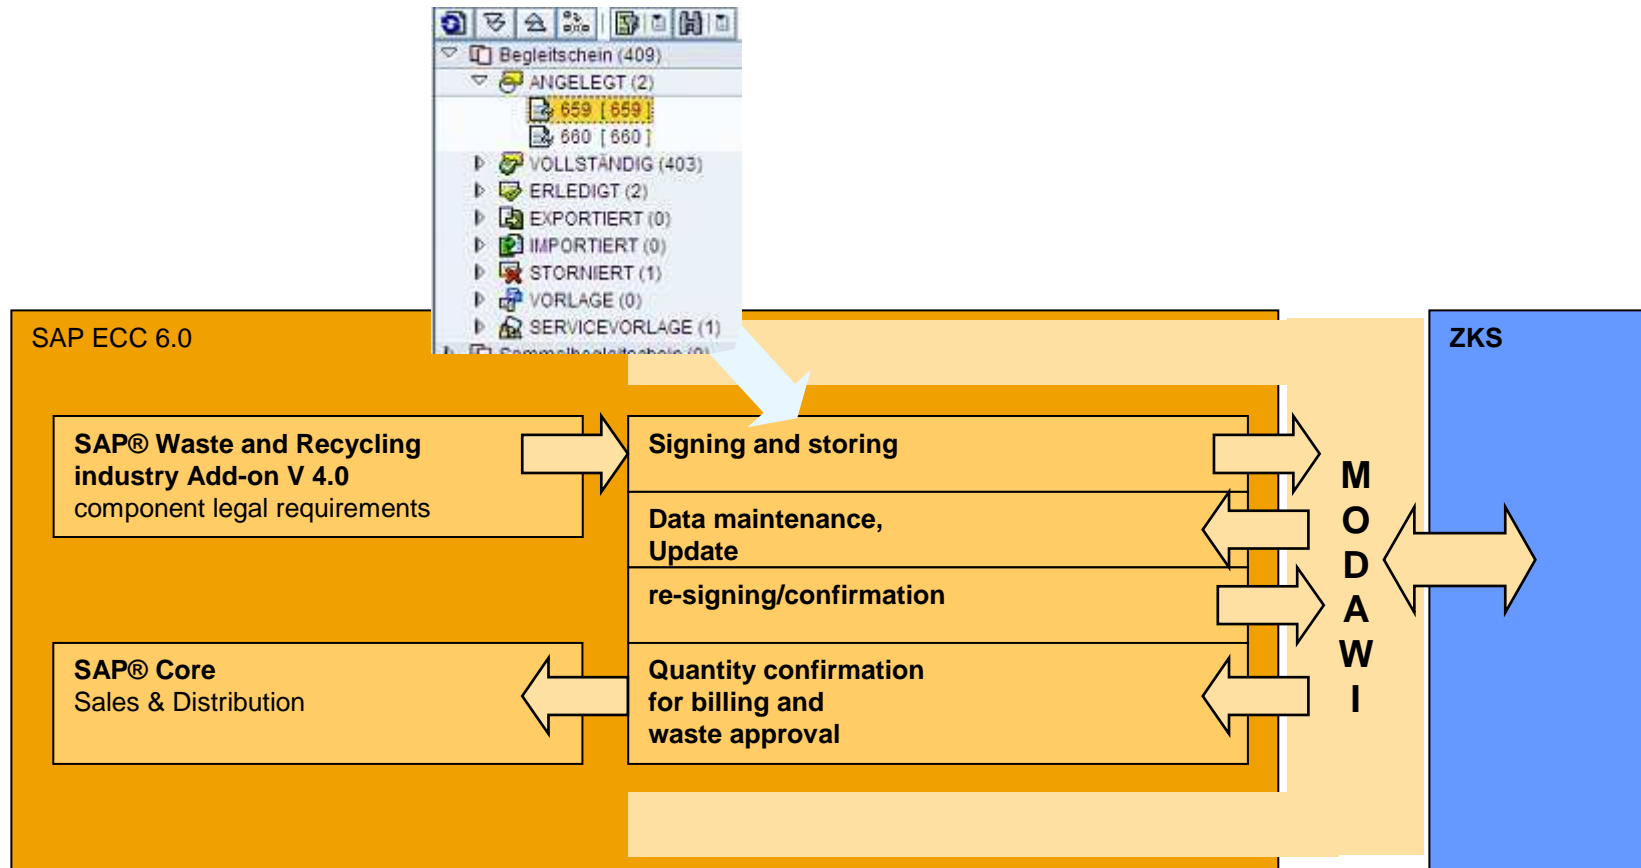 Begleitschein (409)
ANGELEGT (2)
659 [ 659 ]
660 [ 660 ]
VOLLSTÄNDIG (403)
ERLEDIGT (2)
EXPORTIERT (0)
IMPORTIERT (0)
STORNIERT (1)
VORLAGE (0)
SERVICEVORLAGE (1)
Sammelbegleitschein (0)
SAP ECC 6.0
ZKS
SAP® Waste and Recycling
industry Add-on V 4.0
component legal requirements
Signing and storing
Data maintenance,
Update
re-signing/confirmation
SAP® Core
Sales & Distribution
Quantity confirmation
for billing and
waste approval
M
O
D
A
W
I